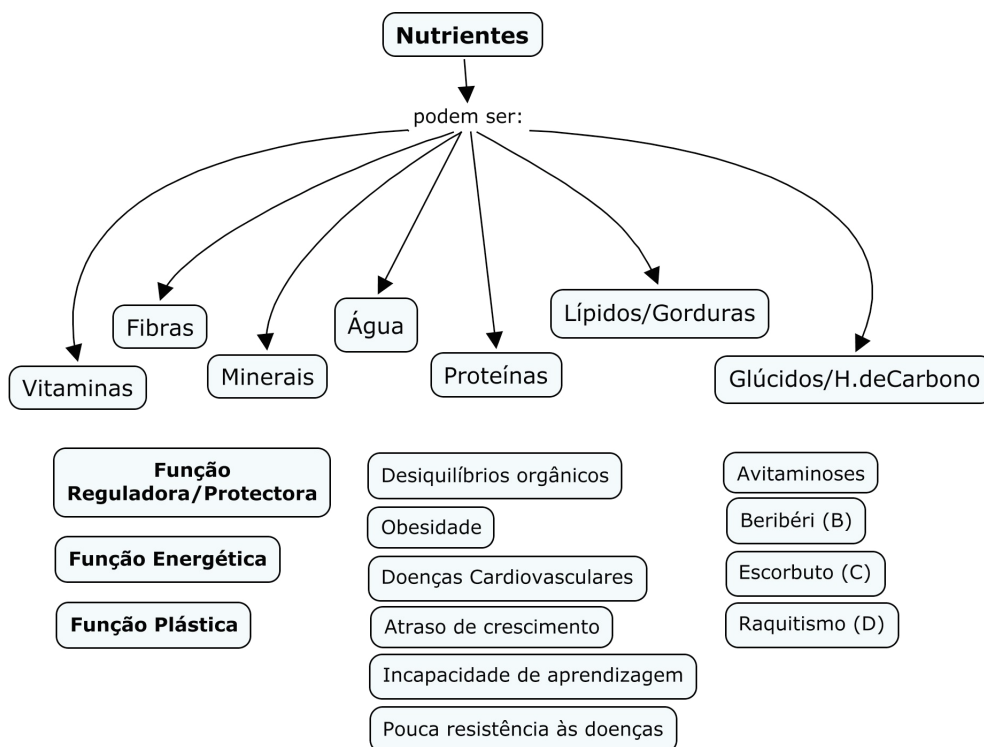 Nutrientes
podem ser:
Vitaminas
Fibras
Minerais
Água
Proteínas
Lípidos/Gorduras
Glúcidos/H.deCarbono
Função
Reguladora/Protectora
Função Energética
Função Plástica
Desiquilíbrios orgânicos
Obesidade
Doenças Cardiovasculares
Atraso de crescimento
Incapacidade de aprendizagem
Pouca resistência às doenças
Avitaminoses
Beribéri (B)
Escorbuto (C)
Raquitismo (D)